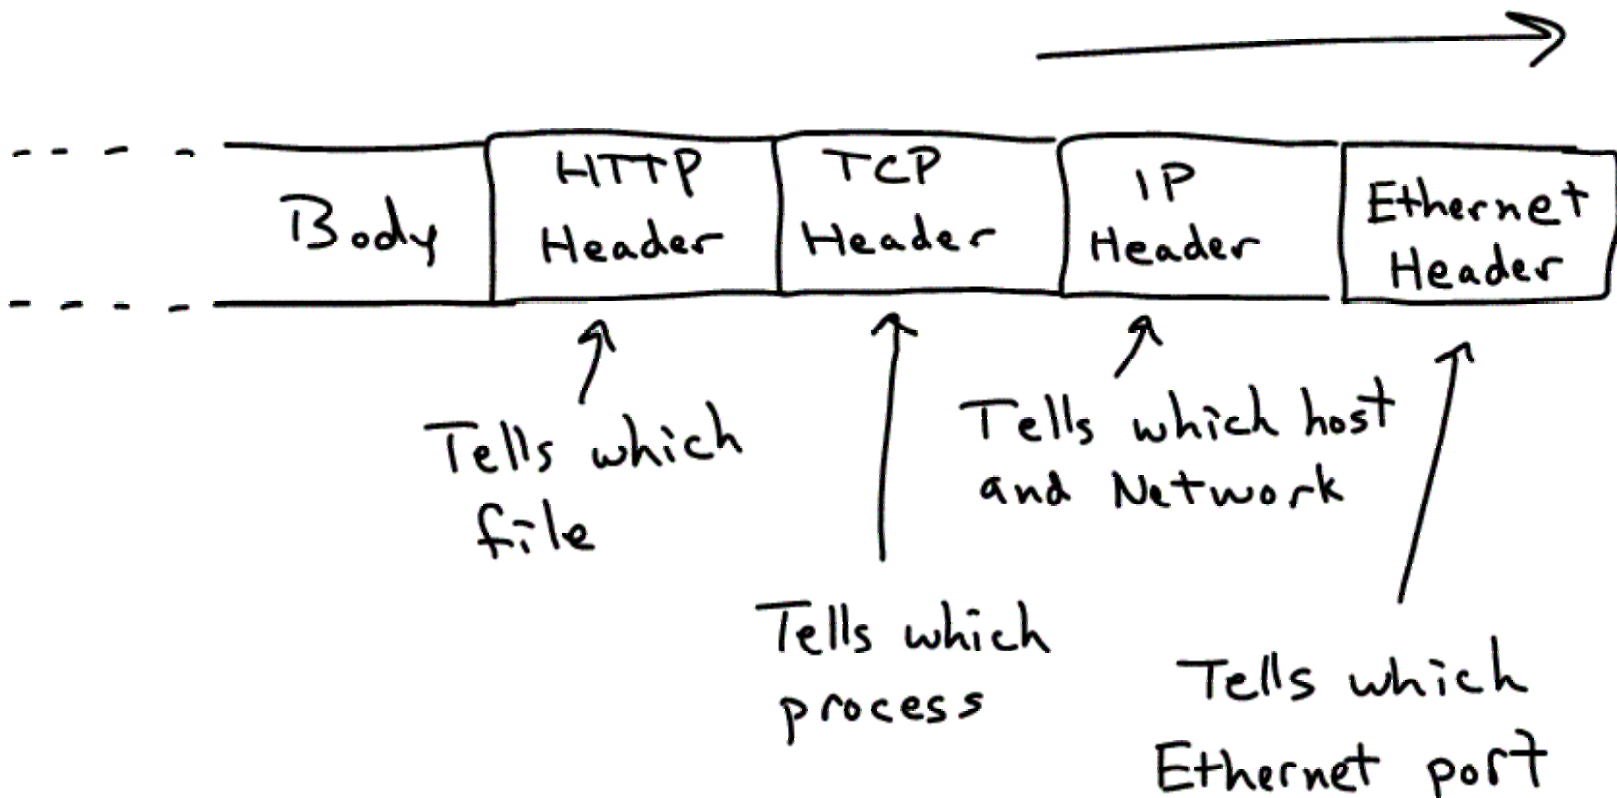 Body
HTTP
Header
TCP
Header
IP
Header
Ethernet
Header
Tells which
file
Tells which
process
Tells which host
and Network
Tells which
Ethernet port